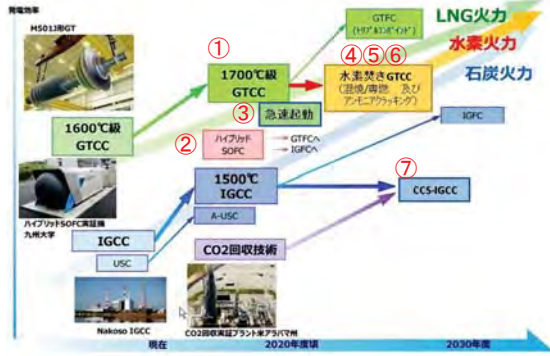 発電効率
M501J形GT
①
1700℃級
GTCC
GTFC
(トリプルコンバインド)
LNG火力
水素火力
石炭火力
④⑤⑥
水素焚きGTCC
(混焼/専焼 及び
アンモニアクラッキング)
③
急速起動
1600℃級
GTCC
②
ハイブリッド
SOFC
GTFCへ
IGFCへ
IGFC
1500℃
IGCC
⑦
CCS-IGCC
A-USC
ハイブリッドSOFC実証機
九州大学
IGCC
USC
CO2回収技術
Nakoso IGCC
CO2回収実証プラント米アラバマ州
現在
2020年度頃
2030年度